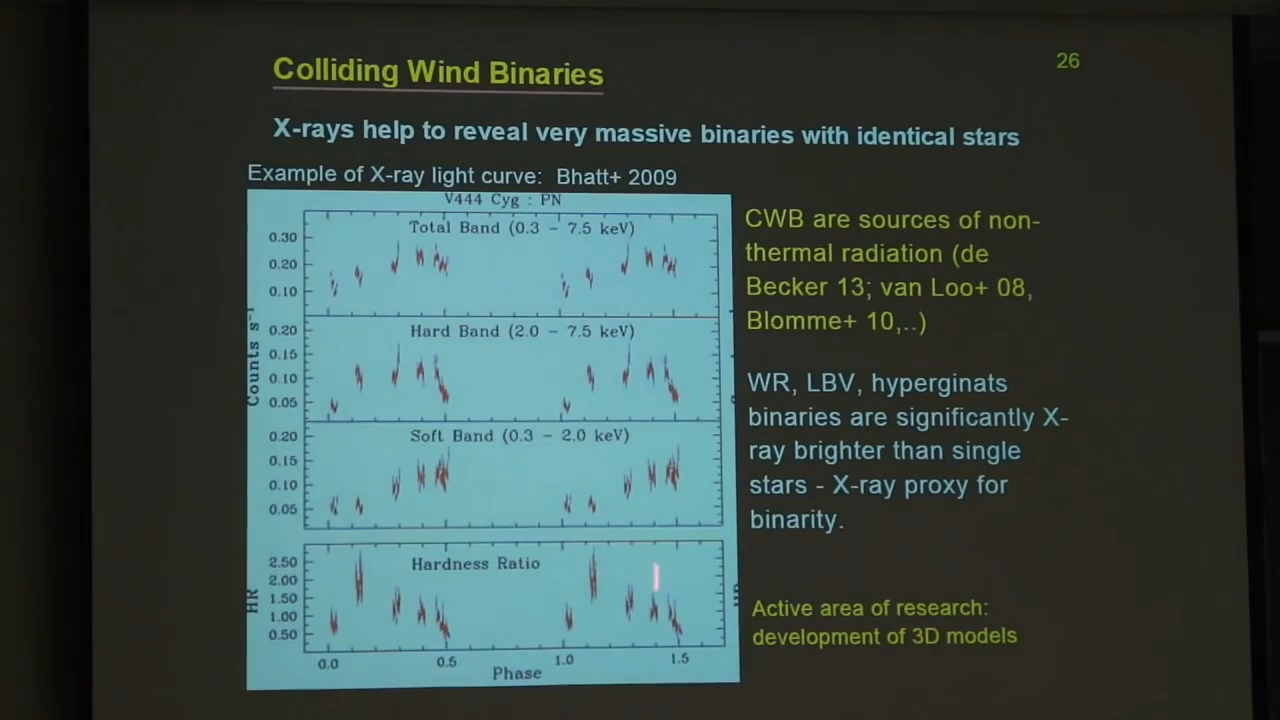 Colliding Wind Binaries
26
X-rays help to reveal very massive binaries with identical stars
Example of X-ray light curve: Bhatt+ 2009
V444 Cyg : PN
Total Band (0.3 – 7.5 keV)
0.30
0.20
0.10
Hard Band (2.0 – 7.5 keV)
0.20
0.15
0.10
0.05
Counts s⁻¹
Soft Band (0.3 – 2.0 keV)
0.20
0.15
0.10
0.05
Hardness Ratio
2.50
2.00
1.50
1.00
0.50
HR
0.0 0.5 1.0 1.5
Phase
CWB are sources of non-
thermal radiation (de
Becker 13; van Loo+ 08,
Blomme+ 10,..)
WR, LBV, hyperginats
binaries are significantly X-
ray brighter than single
stars - X-ray proxy for
binarity.
Active area of research:
development of 3D models